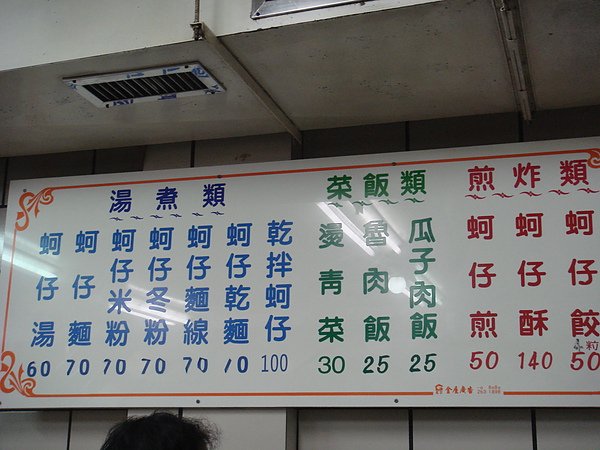 湯煮類
蚵仔湯 60
蚵仔麵 70
蚵仔米粉 70
蚵仔冬粉 70
蚵仔麵線 70
蚵仔乾麵 70
乾拌蚵仔 100
菜飯類
燙青菜 30
魯肉飯 25
瓜子肉飯 25
煎炸類
蚵仔煎 50
蚵仔酥 140
蚵仔餃 粒 50